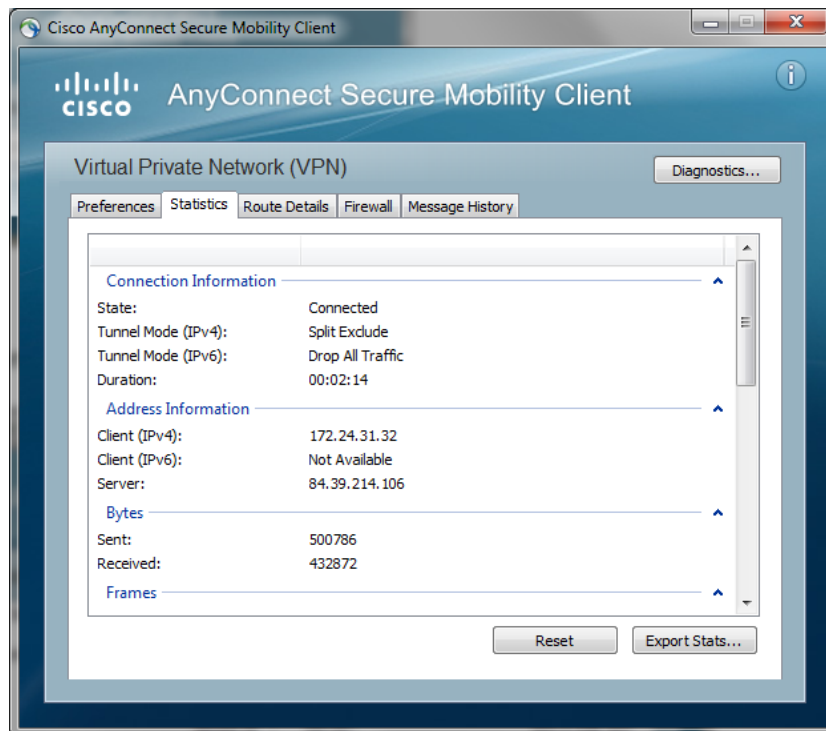 Cisco AnyConnect Secure Mobility Client
CISCO AnyConnect Secure Mobility Client
Virtual Private Network (VPN)
Diagnostics...
Preferences Statistics Route Details Firewall Message History
Connection Information
State: Connected
Tunnel Mode (IPv4): Split Exclude
Tunnel Mode (IPv6): Drop All Traffic
Duration: 00:02:14
Address Information
Client (IPv4): 172.24.31.32
Client (IPv6): Not Available
Server: 84.39.214.106
Bytes
Sent: 500786
Received: 432872
Frames
Reset Export Stats...